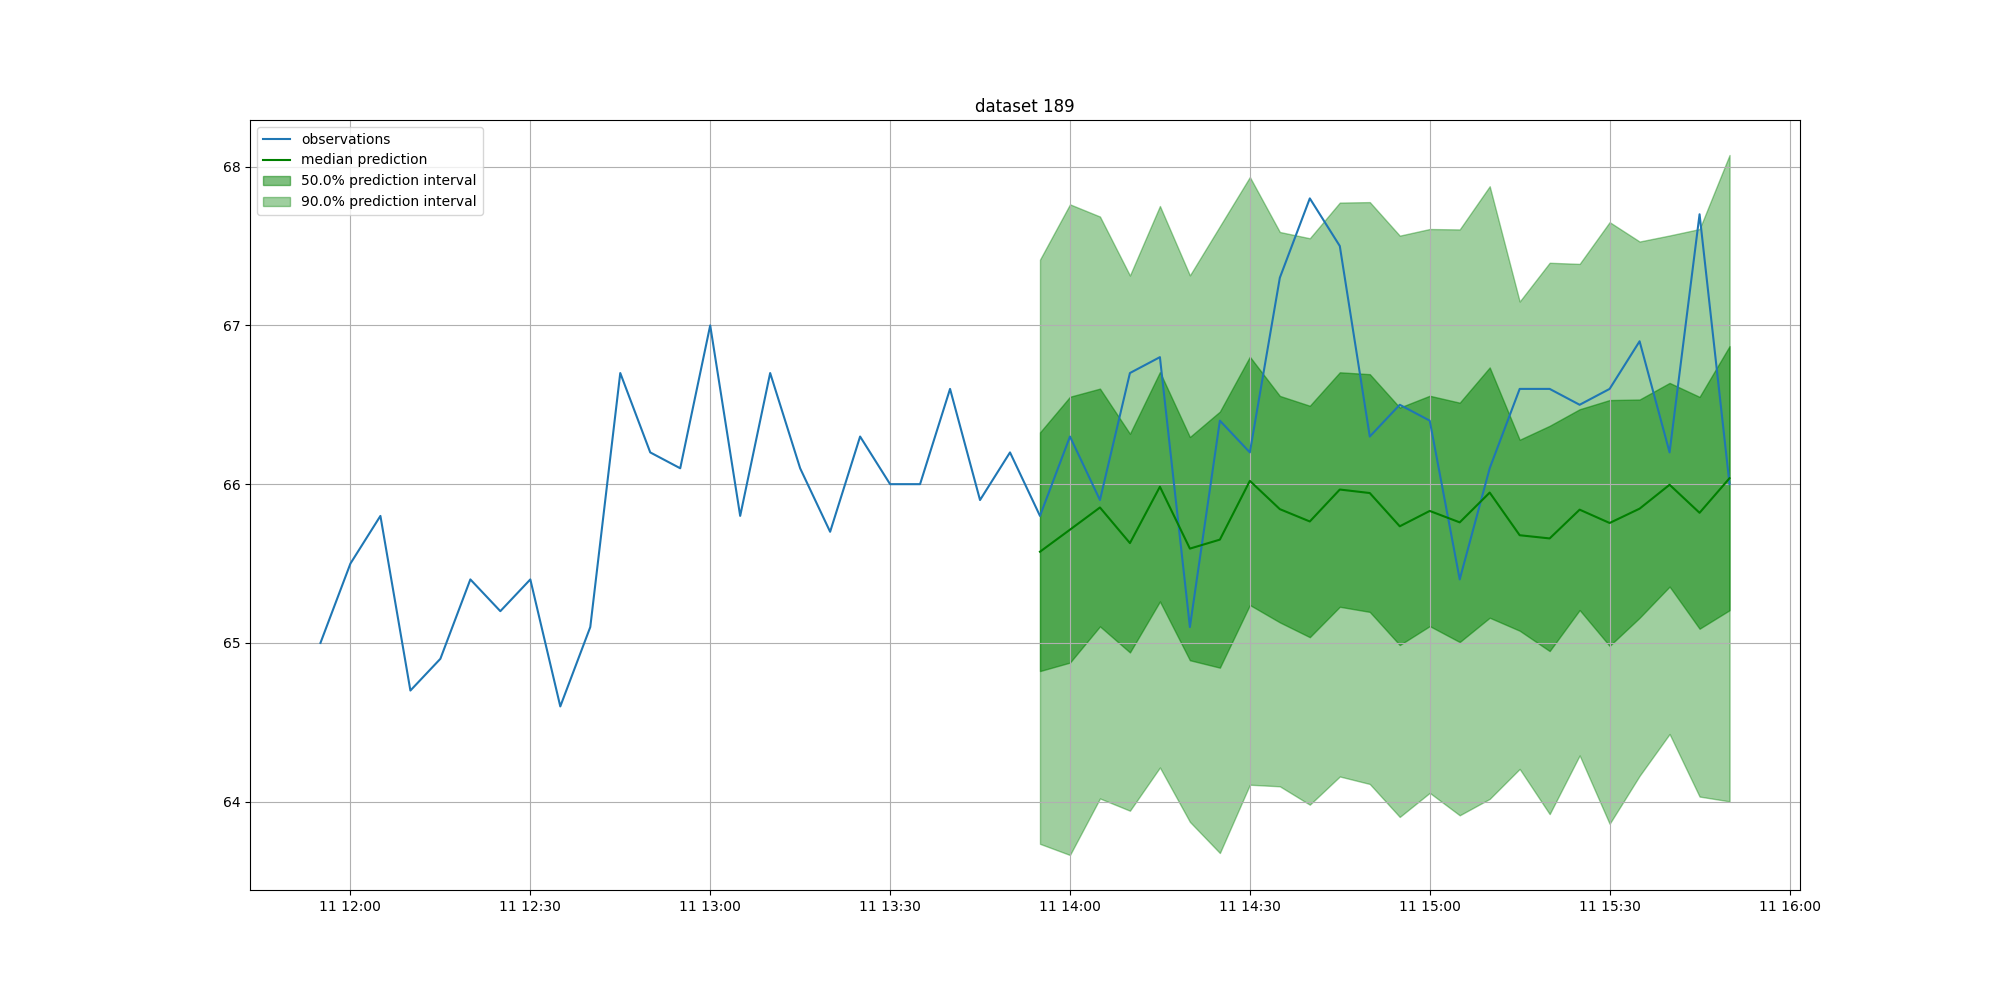 dataset 189
observations
median prediction
50.0% prediction interval
90.0% prediction interval
68
67
66
65
64
11 12:00 11 12:30 11 13:00 11 13:30 11 14:00 11 14:30 11 15:00 11 15:30 11 16:00